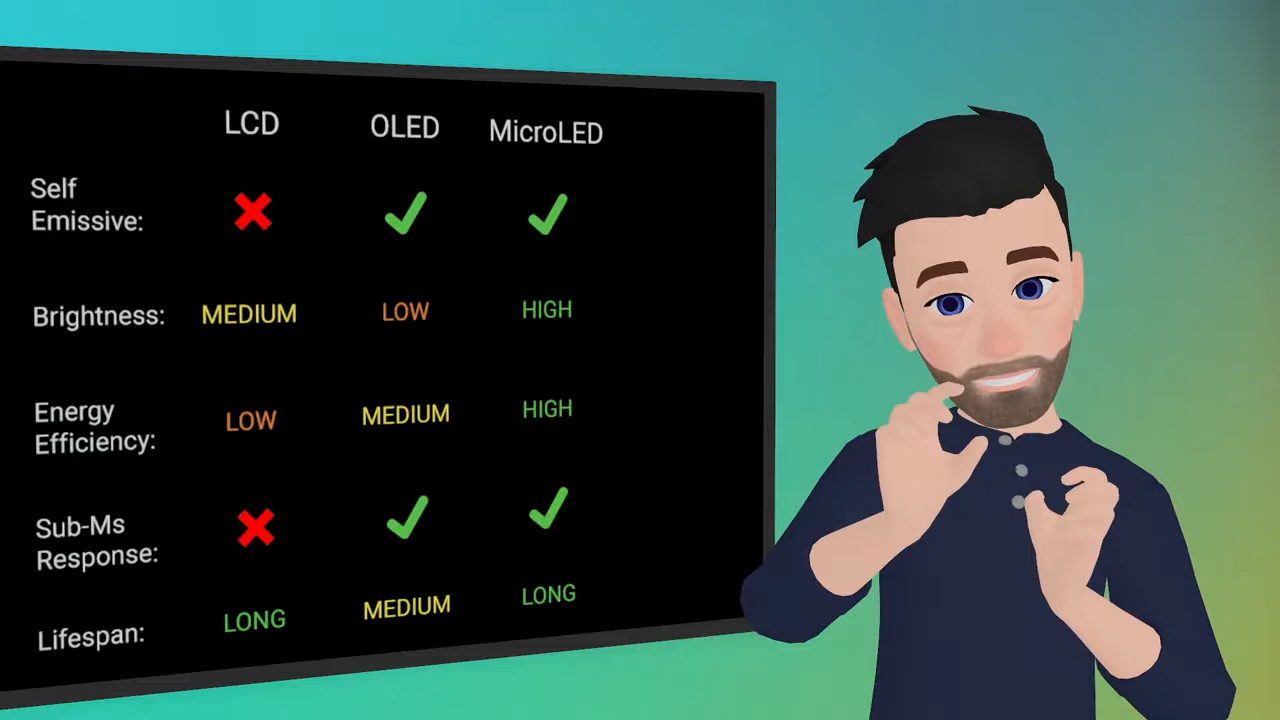 LCD OLED MicroLED
Self
Emissive:
Brightness: MEDIUM LOW HIGH
Energy
Efficiency: LOW MEDIUM HIGH
Sub-Ms
Response:
Lifespan: LONG MEDIUM LONG